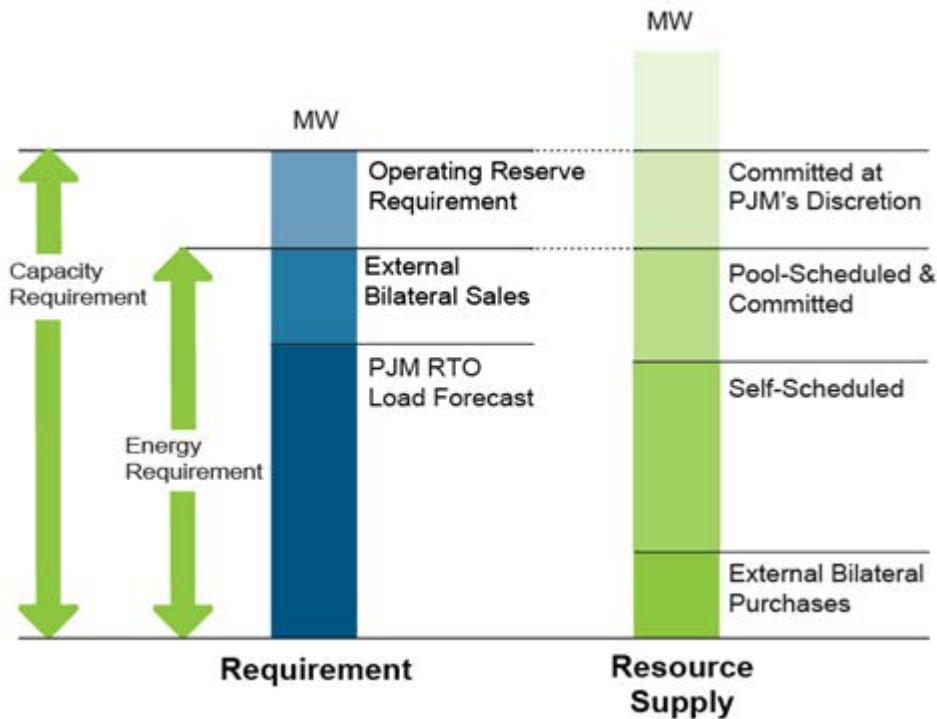 MW
MW
Operating Reserve
Requirement
Committed at
PJM's Discretion
Capacity
Requirement
External
Bilateral Sales
Pool-Scheduled &
Committed
PJM RTO
Load Forecast
Self-Scheduled
Energy
Requirement
External Bilateral
Purchases
Requirement
Resource
Supply